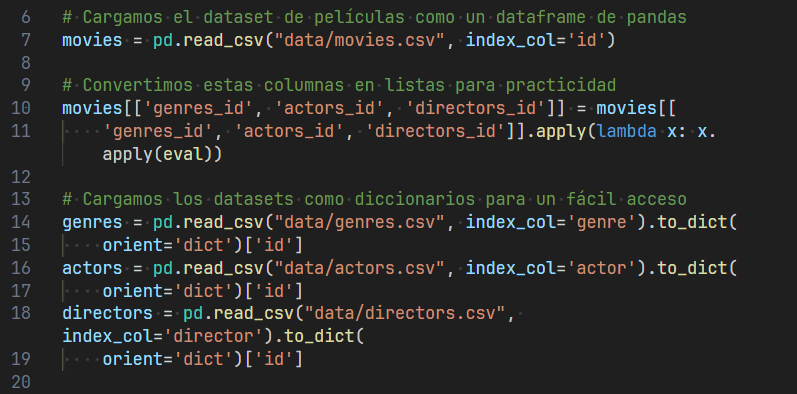 6 # Cargamos el dataset de películas como un dataframe de pandas
7 movies = pd.read_csv("data/movies.csv", index_col='id')
8
9 # Convertimos estas columnas en listas para practicidad
10 movies[['genres_id', 'actors_id', 'directors_id']] = movies[[
11     'genres_id', 'actors_id', 'directors_id']].apply(lambda x: x.
apply(eval))
12
13 # Cargamos los datasets como diccionarios para un fácil acceso
14 genres = pd.read_csv("data/genres.csv", index_col='genre').to_dict(
15     orient='dict')['id']
16 actors = pd.read_csv("data/actors.csv", index_col='actor').to_dict(
17     orient='dict')['id']
18 directors = pd.read_csv("data/directors.csv",
index_col='director').to_dict(
19     orient='dict')['id']
20